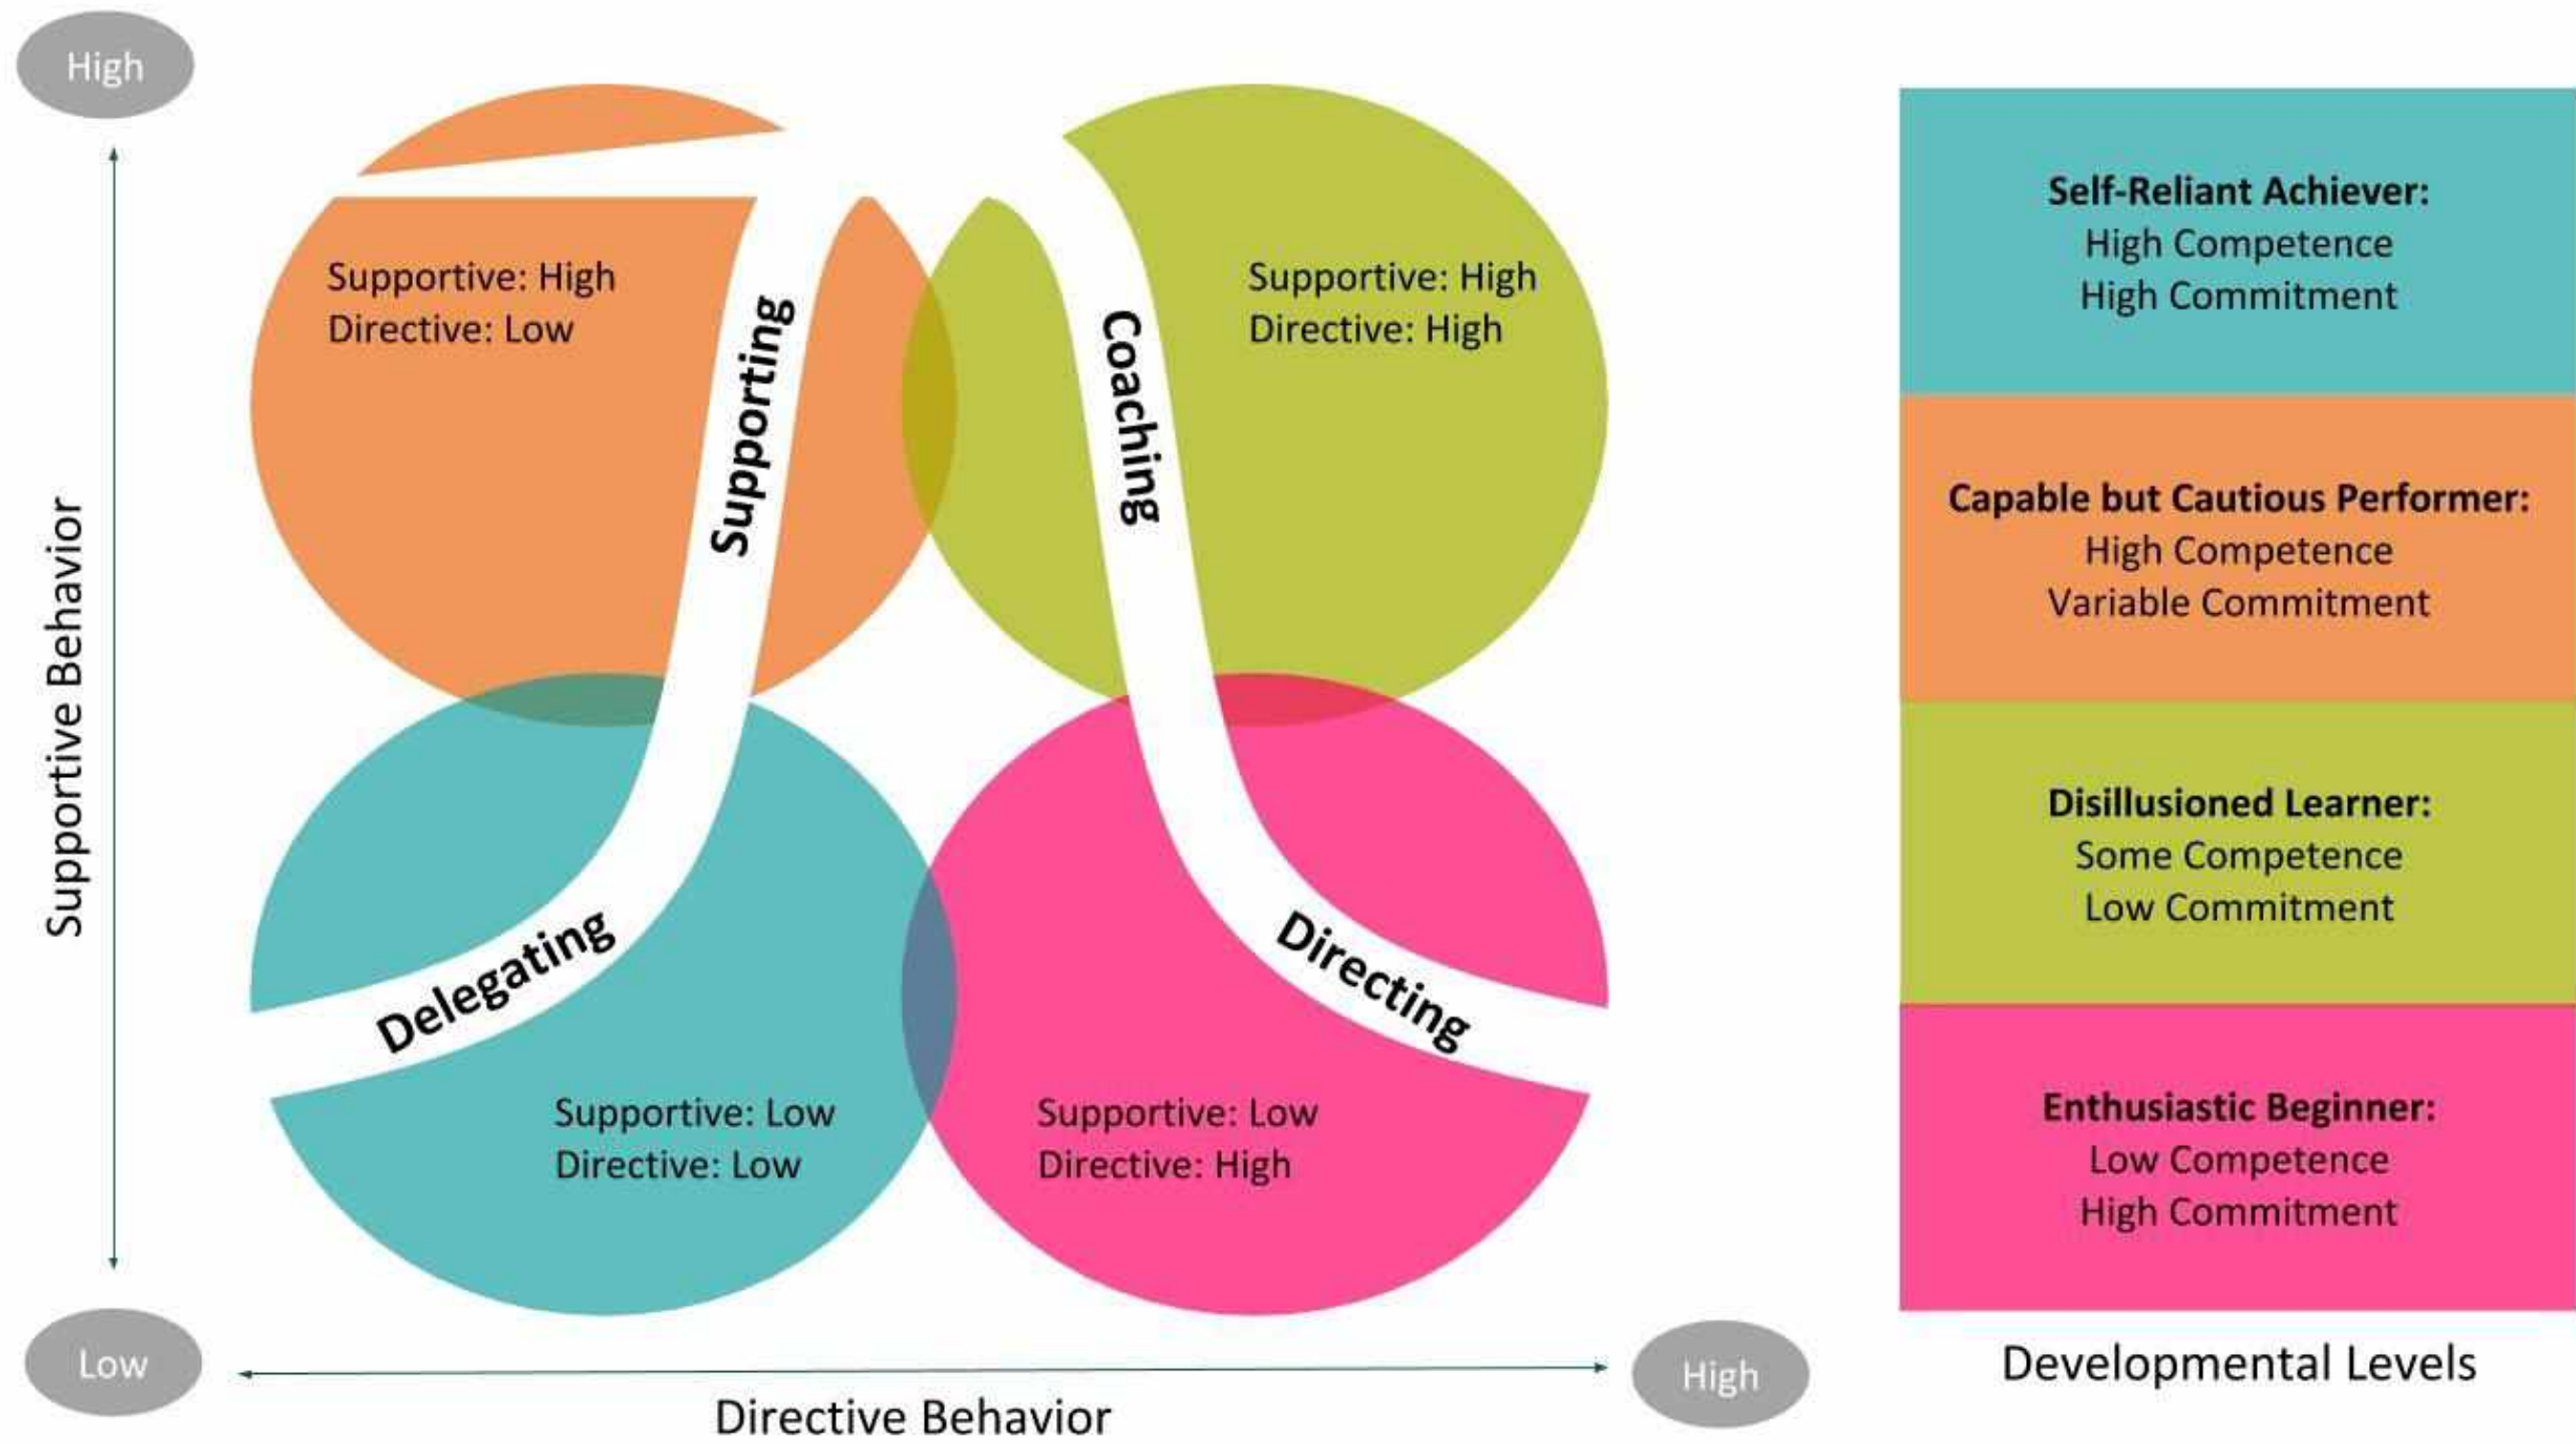 High
Supportive: High
Directive: Low
Supporting
Coaching
Supportive: High
Directive: High
Supportive Behavior
Delegating
Directing
Supportive: Low
Directive: Low
Supportive: Low
Directive: High
Low
Directive Behavior
High
Self-Reliant Achiever:
High Competence
High Commitment
Capable but Cautious Performer:
High Competence
Variable Commitment
Disillusioned Learner:
Some Competence
Low Commitment
Enthusiastic Beginner:
Low Competence
High Commitment
Developmental Levels